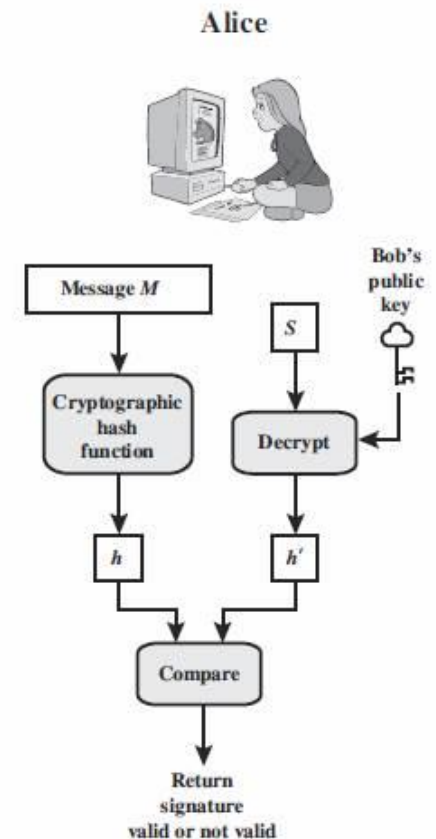 Alice
Bob's
public
key
Message M
S
Cryptographic
hash
function
Decrypt
h
h'
Compare
Return
signature
valid or not valid